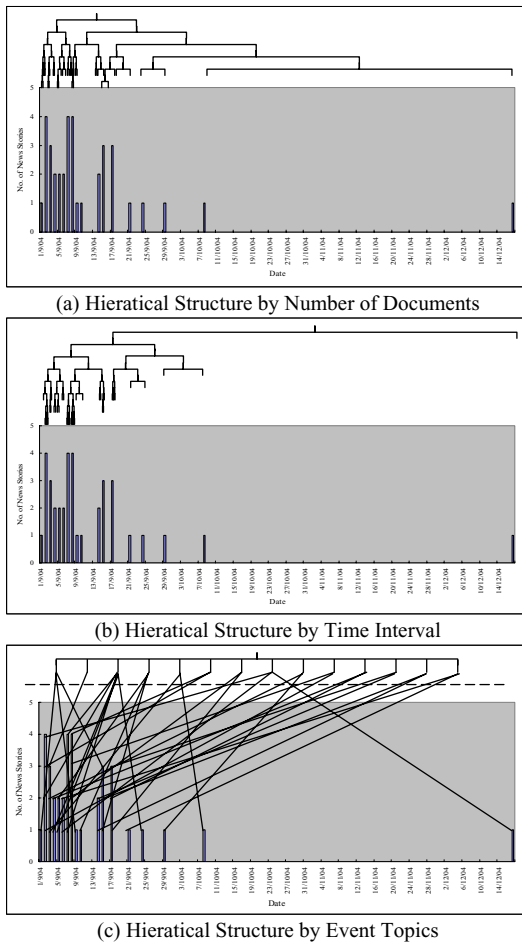 5
4
3
2
1
0
No. of News Stories
1/9/04 5/9/04 9/9/04 13/9/04 17/9/04 21/9/04 25/9/04 29/9/04 3/10/04 7/10/04 11/10/04 15/10/04 19/10/04 23/10/04 27/10/04 31/10/04 4/11/04 8/11/04 12/11/04 16/11/04 20/11/04 24/11/04 28/11/04 2/12/04 6/12/04 10/12/04 14/12/04
Date
(a) Hieratical Structure by Number of Documents
5
4
3
2
1
0
No. of News Stories
1/9/04 5/9/04 9/9/04 13/9/04 17/9/04 21/9/04 25/9/04 29/9/04 3/10/04 7/10/04 11/10/04 15/10/04 19/10/04 23/10/04 27/10/04 31/10/04 4/11/04 8/11/04 12/11/04 16/11/04 20/11/04 24/11/04 28/11/04 2/12/04 6/12/04 10/12/04 14/12/04
Date
(b) Hieratical Structure by Time Interval
5
4
3
2
1
0
No. of News Stories
1/9/04 5/9/04 9/9/04 13/9/04 17/9/04 21/9/04 25/9/04 29/9/04 3/10/04 7/10/04 11/10/04 15/10/04 19/10/04 23/10/04 27/10/04 31/10/04 4/11/04 8/11/04 12/11/04 16/11/04 20/11/04 24/11/04 28/11/04 2/12/04 6/12/04 10/12/04 14/12/04
Date
(c) Hieratical Structure by Event Topics